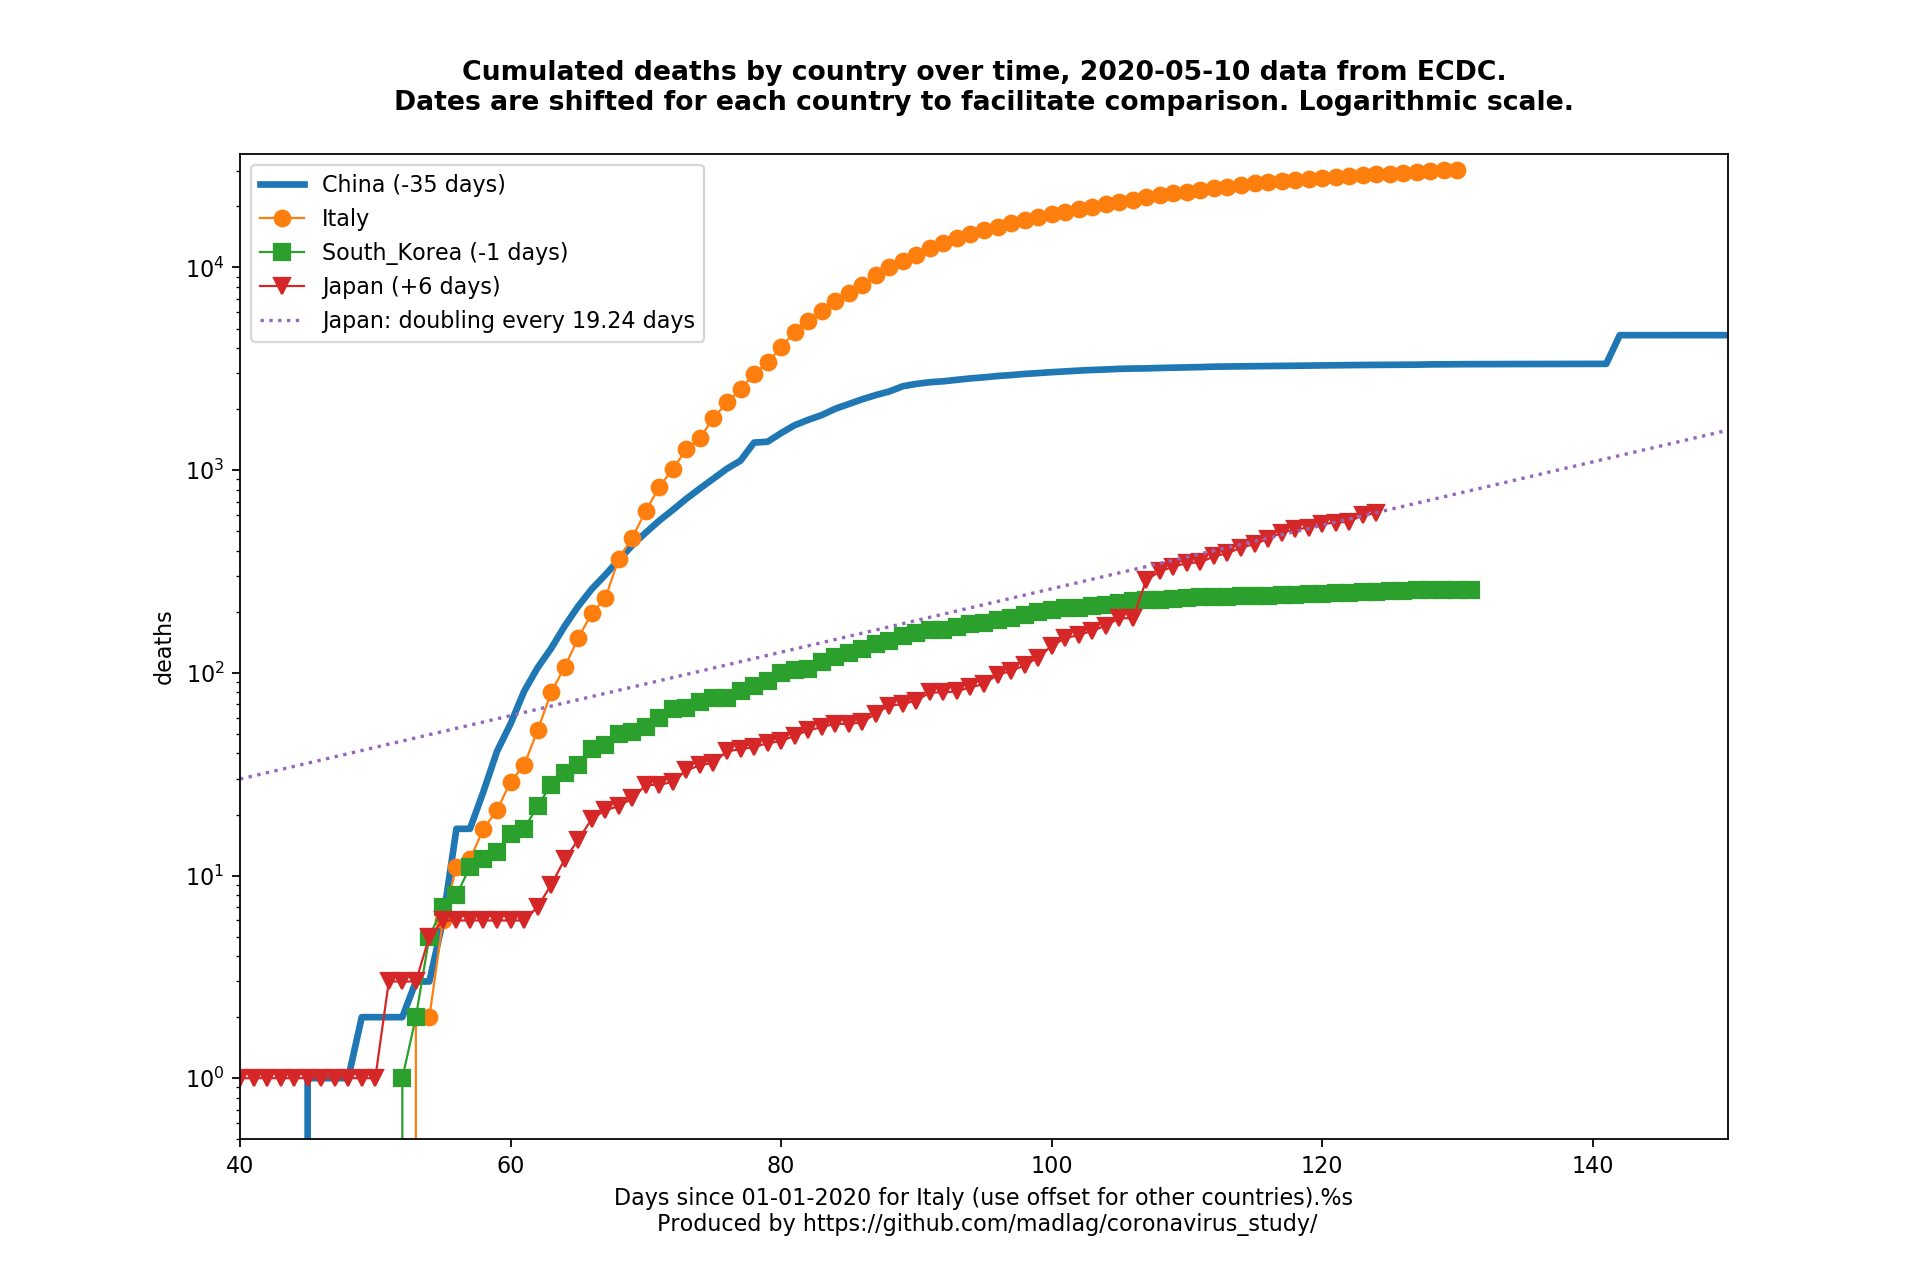 Cumulated deaths by country over time, 2020-05-10 data from ECDC.
Dates are shifted for each country to facilitate comparison. Logarithmic scale.
China (-35 days)
Italy
South_Korea (-1 days)
Japan (+6 days)
Japan: doubling every 19.24 days
deaths
10^4
10^3
10^2
10^1
10^0
40 60 80 100 120 140
Days since 01-01-2020 for Italy (use offset for other countries).%s
Produced by https://github.com/madlag/coronavirus_study/